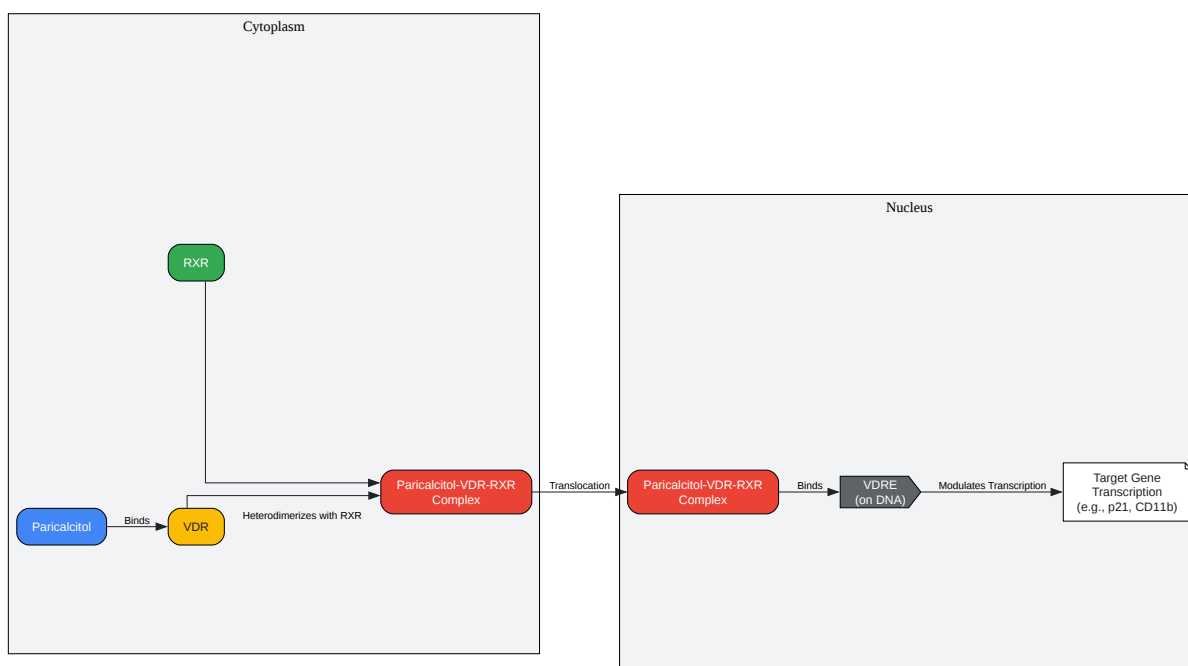 Cytoplasm
Nucleus
RXR
Paricalcitol
Binds
VDR
Heterodimerizes with RXR
Paricalcitol-VDR-RXR
Complex
Translocation
Paricalcitol-VDR-RXR
Complex
Binds
VDRE
(on DNA)
Modulates Transcription
Target Gene
Transcription
(e.g., p21, CD11b)